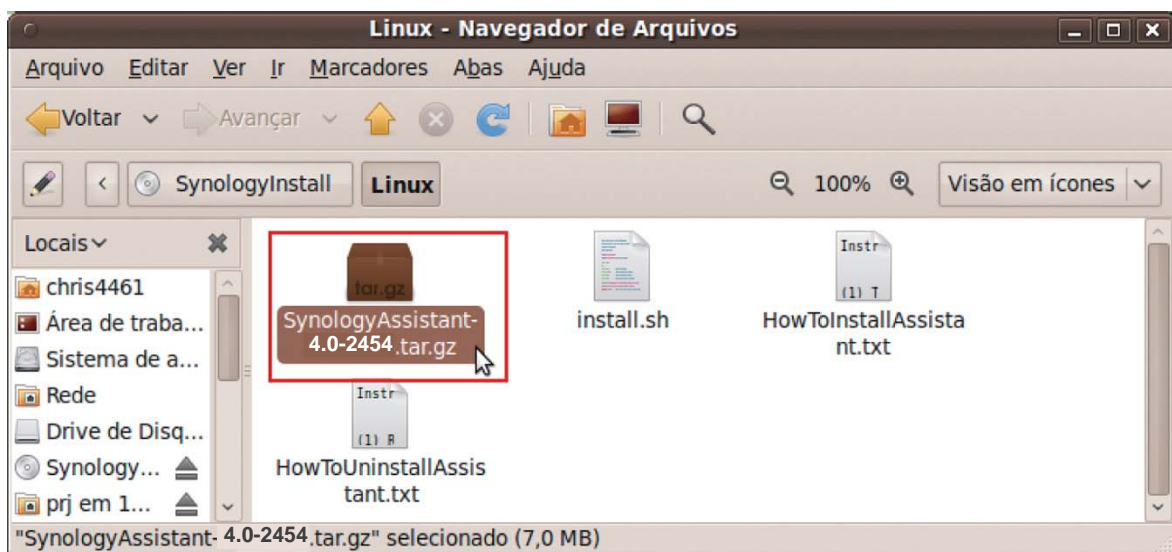 Linux - Navegador de Arquivos
Arquivo Editar Ver Ir Marcadores Abas Ajuda
Voltar Avançar
SynologyInstall Linux 100% Visão em ícones
Locais
chris4461
Área de traba...
Sistema de a...
Rede
Drive de Disq...
Synology...
prj em 1...
tar.gz
SynologyAssistant-
4.0-2454.tar.gz
install.sh
Instr
(1) T
HowToInstallAssista
nt.txt
Instr
(1) R
HowToUninstallAssis
tant.txt
"SynologyAssistant- 4.0-2454.tar.gz" selecionado (7,0 MB)